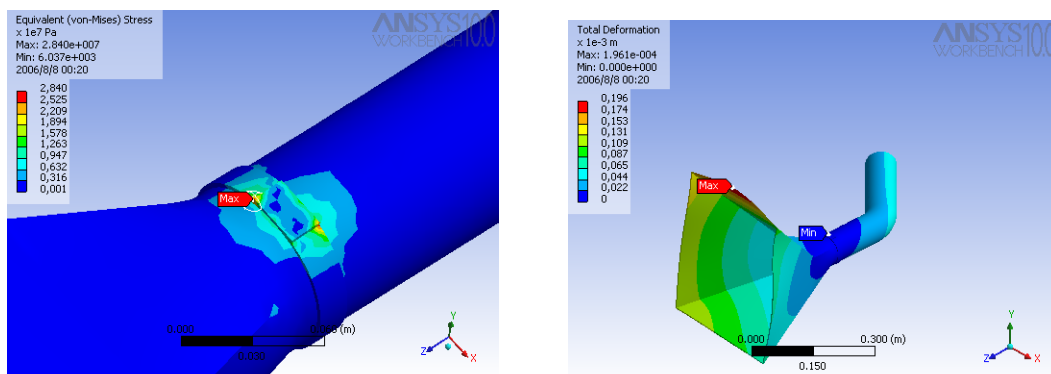 Equivalent (von-Mises) Stress
x 1e7 Pa
Max: 2.840e+007
Min: 6.037e+003
2006/8/8 00:20
2,840
2,525
2,209
1,894
1,578
1,263
0,947
0,632
0,316
0,001
ANSYS 10.0
WORKBENCH
Max
0.000
(m)
0.030
Y
Z
X
Total Deformation
x 1e-3 m
Max: 1.961e-004
Min: 0.000e+000
2006/8/8 00:20
0,196
0,174
0,153
0,131
0,109
0,087
0,065
0,044
0,022
0
ANSYS 10.0
WORKBENCH
Max
Min
0.000
0.300 (m)
0.150
Y
Z
X